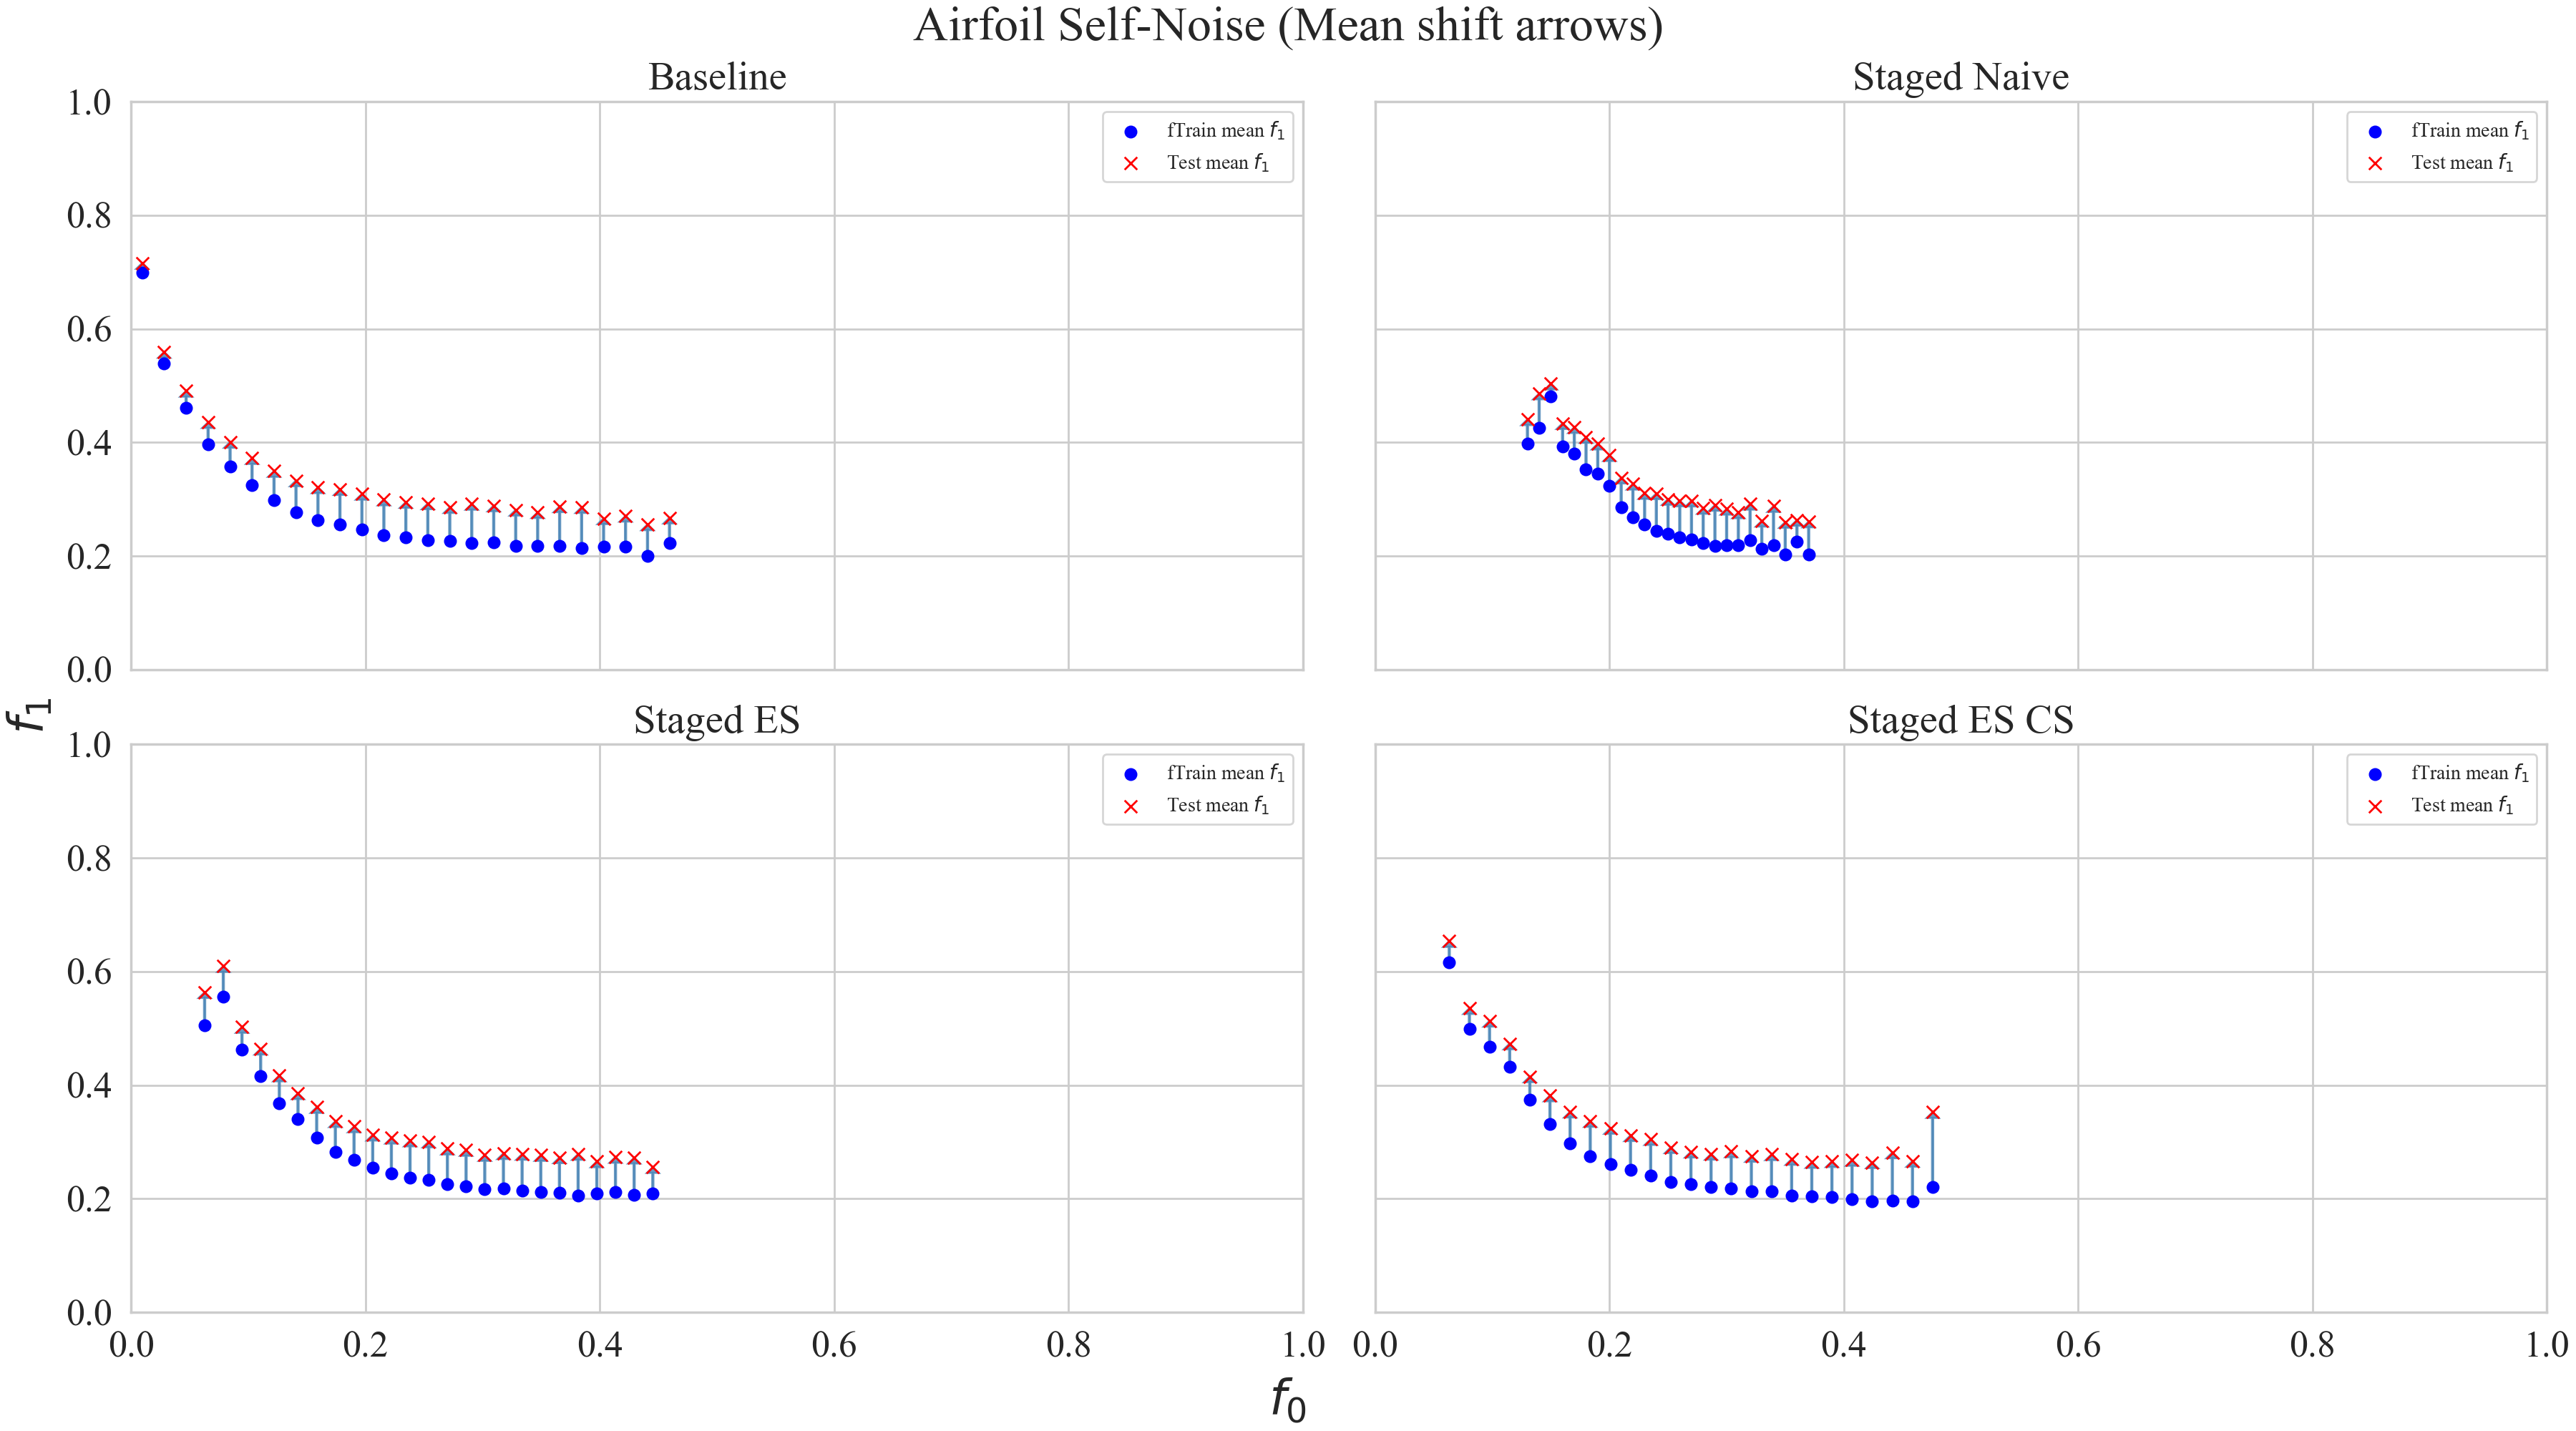 Airfoil Self-Noise (Mean shift arrows)
Baseline
1.0
0.8
0.6
0.4
0.2
0.0
fTrain mean f₁
Test mean f₁
Staged Naive
fTrain mean f₁
Test mean f₁
f₁
Staged ES
1.0
0.8
0.6
0.4
0.2
0.0
0.0 0.2 0.4 0.6 0.8 1.0
fTrain mean f₁
Test mean f₁
Staged ES CS
fTrain mean f₁
Test mean f₁
0.0 0.2 0.4 0.6 0.8 1.0
f₀